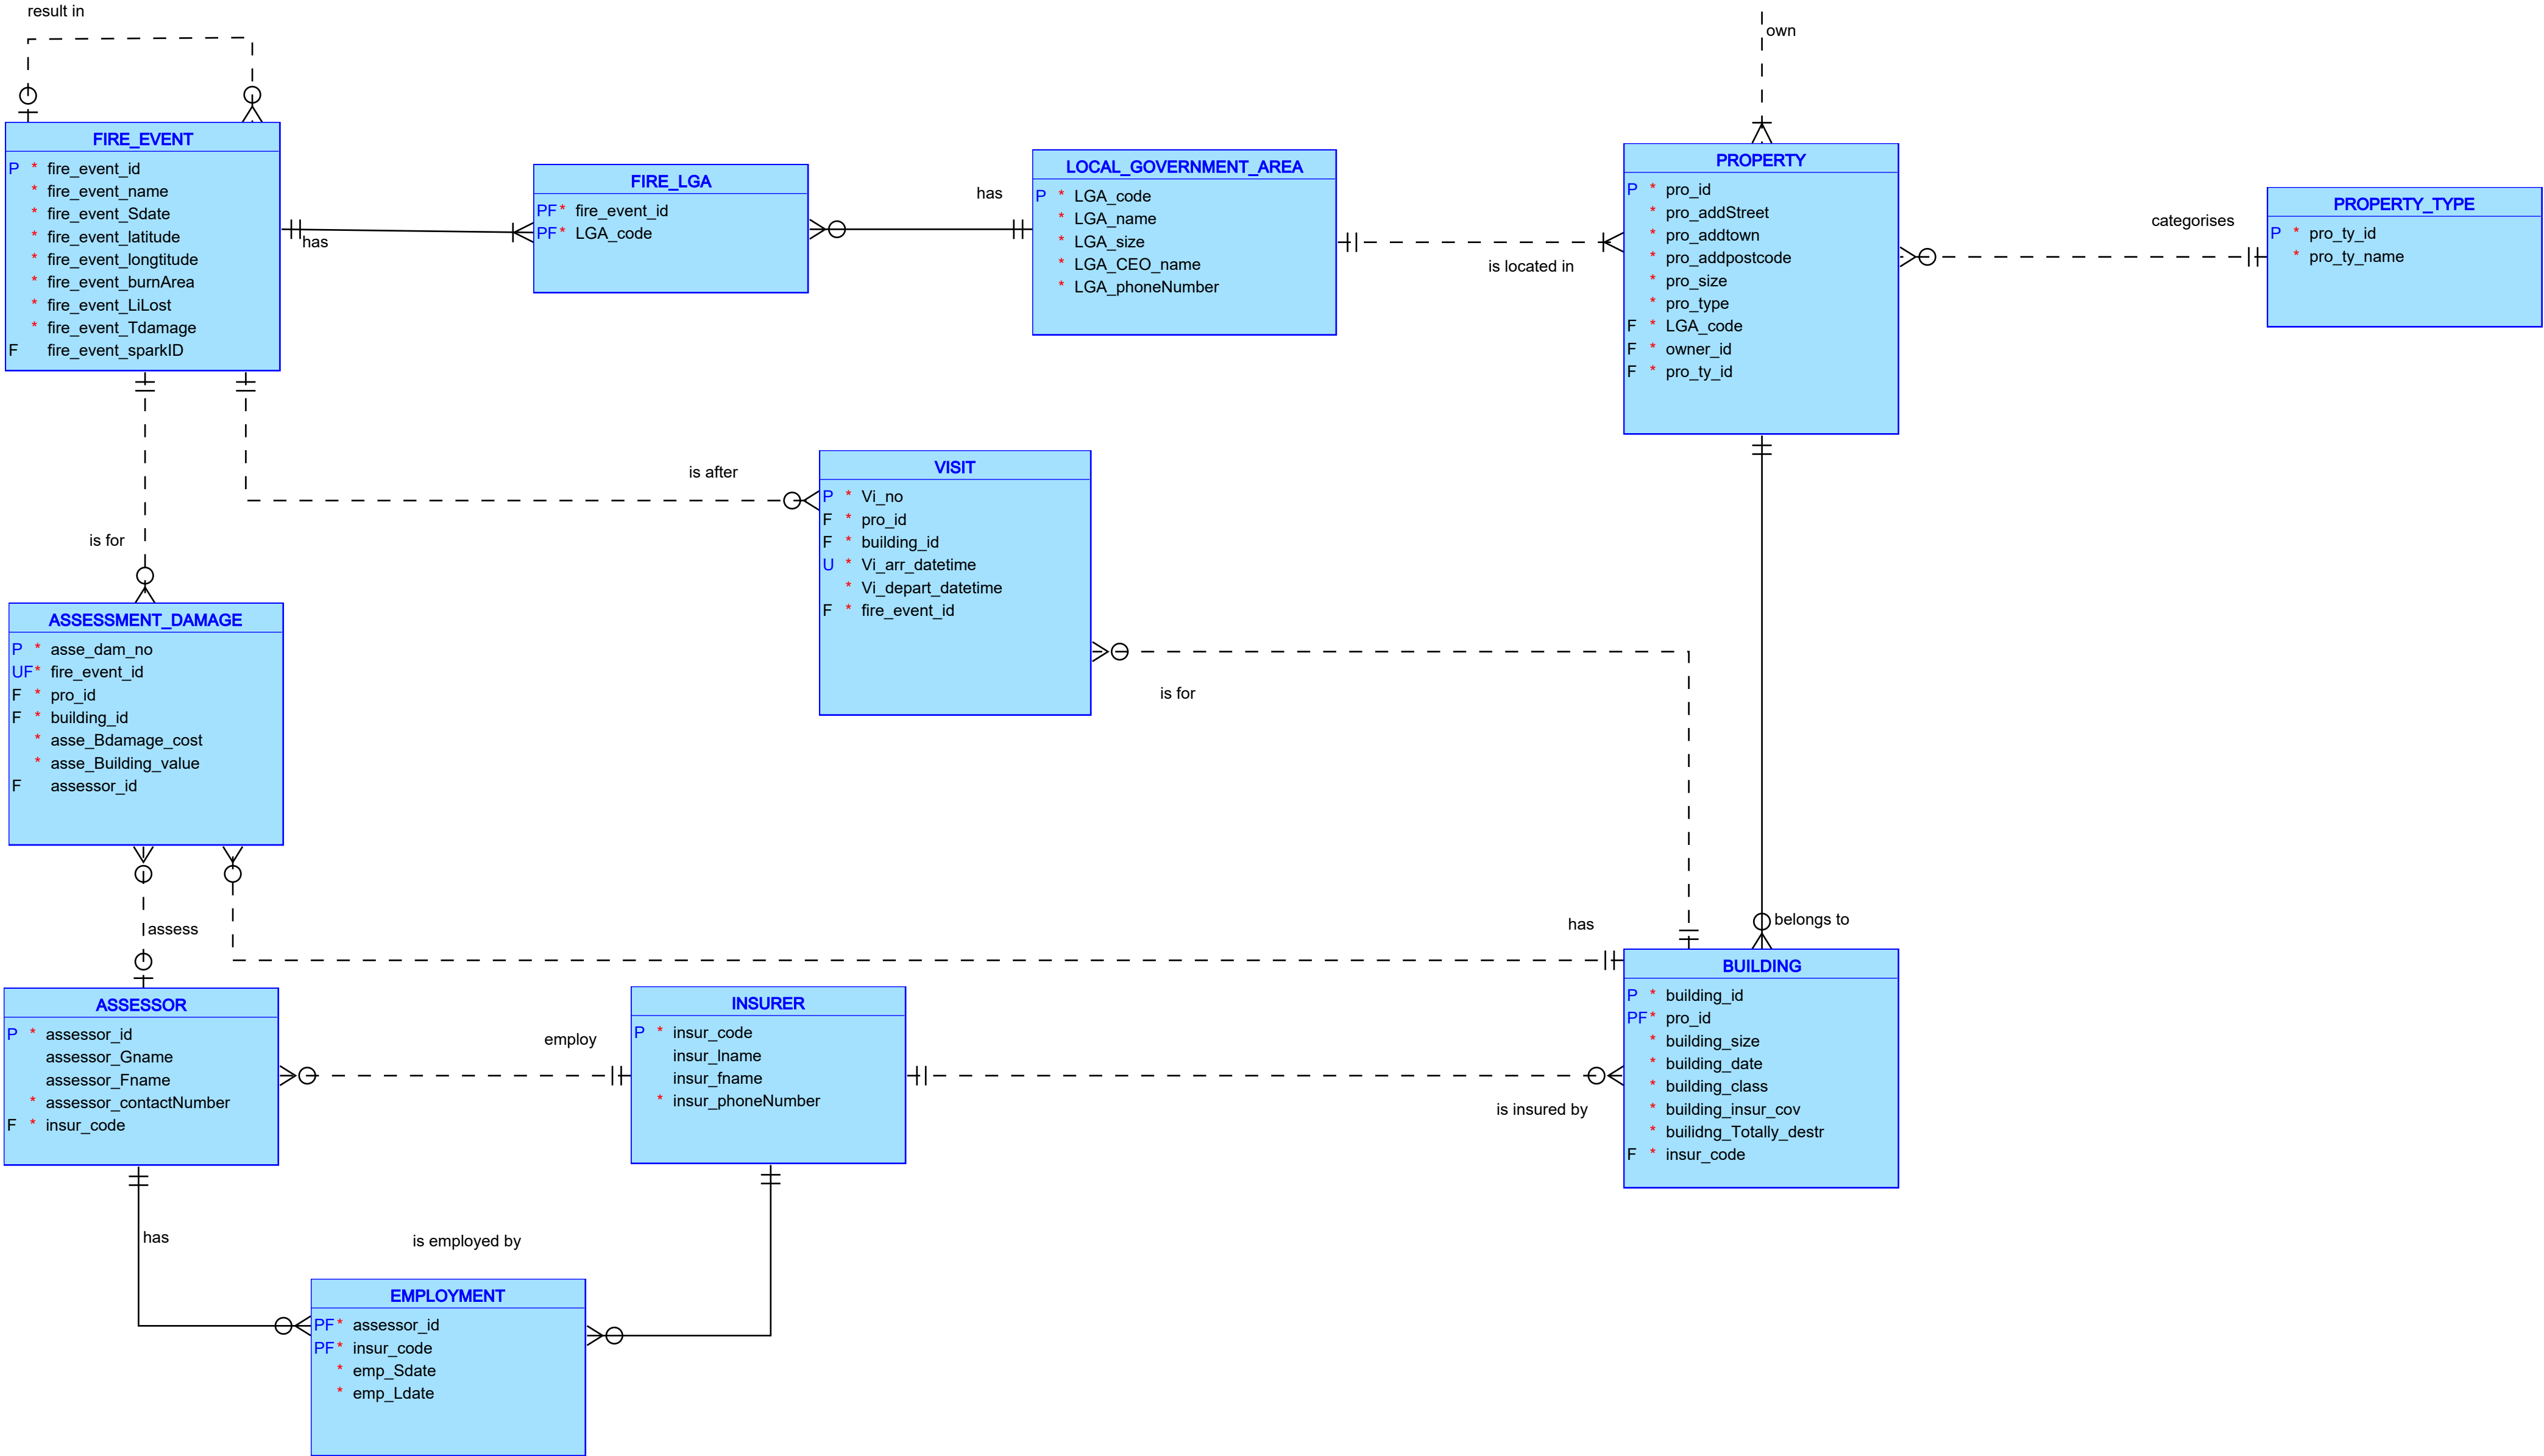 result in
own
FIRE_EVENT
P * fire_event_id
* fire_event_name
* fire_event_Sdate
* fire_event_latitude
* fire_event_longtitude
* fire_event_burnArea
* fire_event_LiLost
* fire_event_Tdamage
F fire_event_sparkID
has
FIRE_LGA
PF* fire_event_id
PF* LGA_code
has
LOCAL_GOVERNMENT_AREA
P * LGA_code
* LGA_name
* LGA_size
* LGA_CEO_name
* LGA_phoneNumber
is located in
PROPERTY
P * pro_id
* pro_addStreet
* pro_addtown
* pro_addpostcode
* pro_size
* pro_type
F * LGA_code
F * owner_id
F * pro_ty_id
categorises
PROPERTY_TYPE
P * pro_ty_id
* pro_ty_name
is after
VISIT
P * Vi_no
F * pro_id
F * building_id
U * Vi_arr_datetime
* Vi_depart_datetime
F * fire_event_id
is for
is for
ASSESSMENT_DAMAGE
P * asse_dam_no
UF* fire_event_id
F * pro_id
F * building_id
* asse_Bdamage_cost
* asse_Building_value
F assessor_id
assess
has
belongs to
ASSESSOR
P * assessor_id
assessor_Gname
assessor_Fname
* assessor_contactNumber
F * insur_code
employ
INSURER
P * insur_code
insur_lname
insur_fname
* insur_phoneNumber
is insured by
BUILDING
P * building_id
PF* pro_id
* building_size
* building_date
* building_class
* building_insur_cov
* builidng_Totally_destr
F * insur_code
has
is employed by
EMPLOYMENT
PF* assessor_id
PF* insur_code
* emp_Sdate
* emp_Ldate